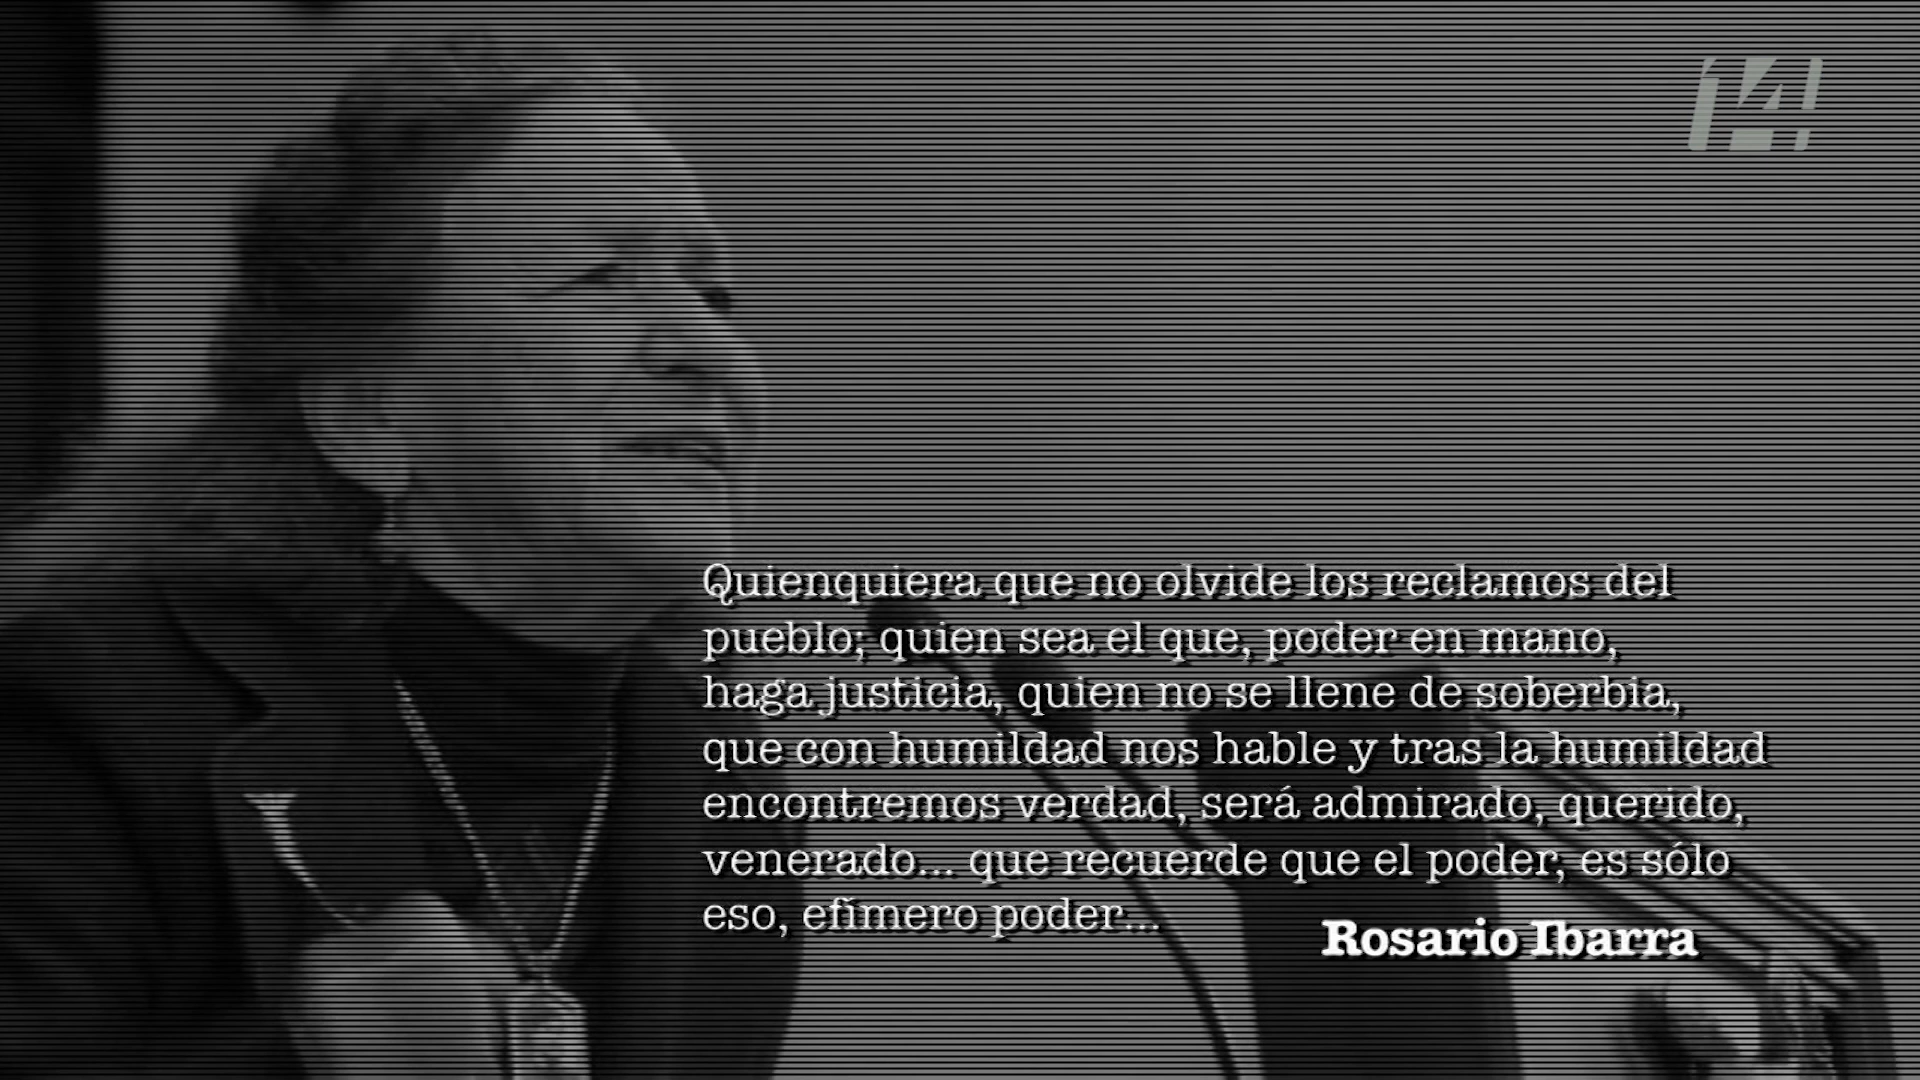 14
Quienquiera que no olvide los reclamos del
pueblo; quien sea el que, poder en mano,
haga justicia, quien no se llene de soberbia,
que con humildad nos hable y tras la humildad
encontremos verdad, será admirado, querido,
venerado... que recuerde que el poder, es sólo
eso, efímero poder...
Rosario Ibarra